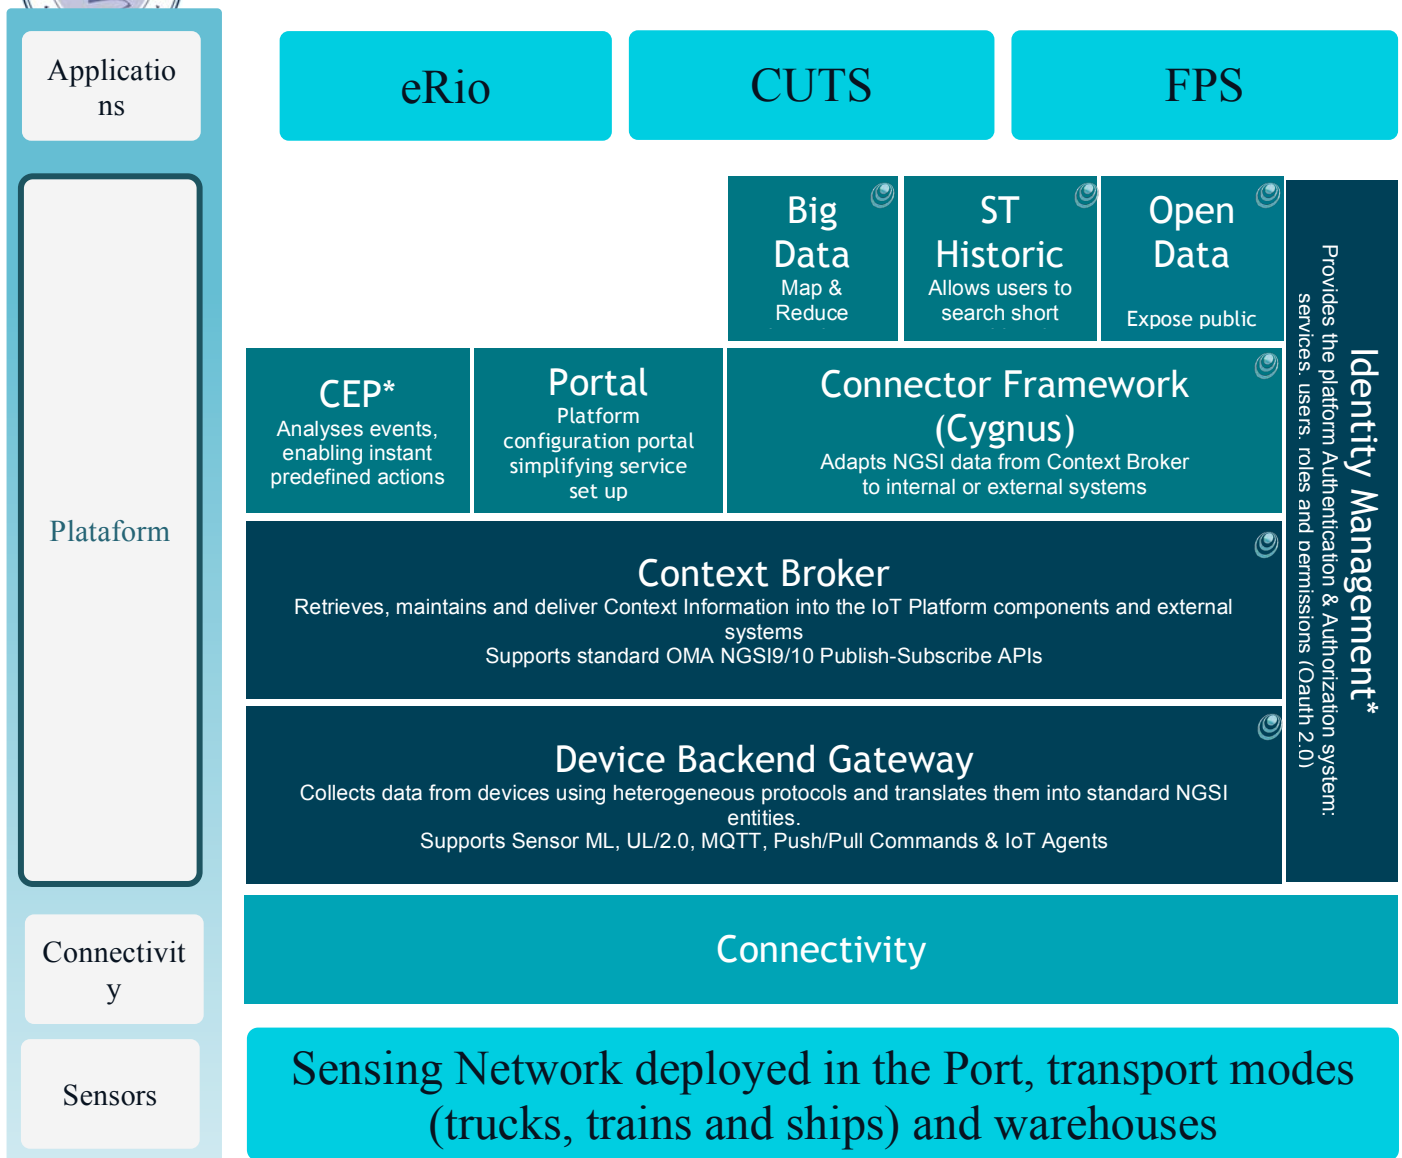 Applicatio
ns
eRio
CUTS
FPS
Plataform
Big
Data
Map &
Reduce
ST
Historic
Allows users to
search short
Open
Data
Expose public
CEP*
Analyses events,
enabling instant
predefined actions
Portal
Platform
configuration portal
simplifying service
set up
Connector Framework
(Cygnus)
Adapts NGSI data from Context Broker
to internal or external systems
Identity Management*
Provides the platform Authentication & Authorization system:
services, users, roles and permissions (Oauth 2.0)
Context Broker
Retrieves, maintains and deliver Context Information into the IoT Platform components and external
systems
Supports standard OMA NGSI9/10 Publish-Subscribe APIs
Device Backend Gateway
Collects data from devices using heterogeneous protocols and translates them into standard NGSI
entities.
Supports Sensor ML, UL/2.0, MQTT, Push/Pull Commands & IoT Agents
Connectivit
y
Connectivity
Sensors
Sensing Network deployed in the Port, transport modes
(trucks, trains and ships) and warehouses